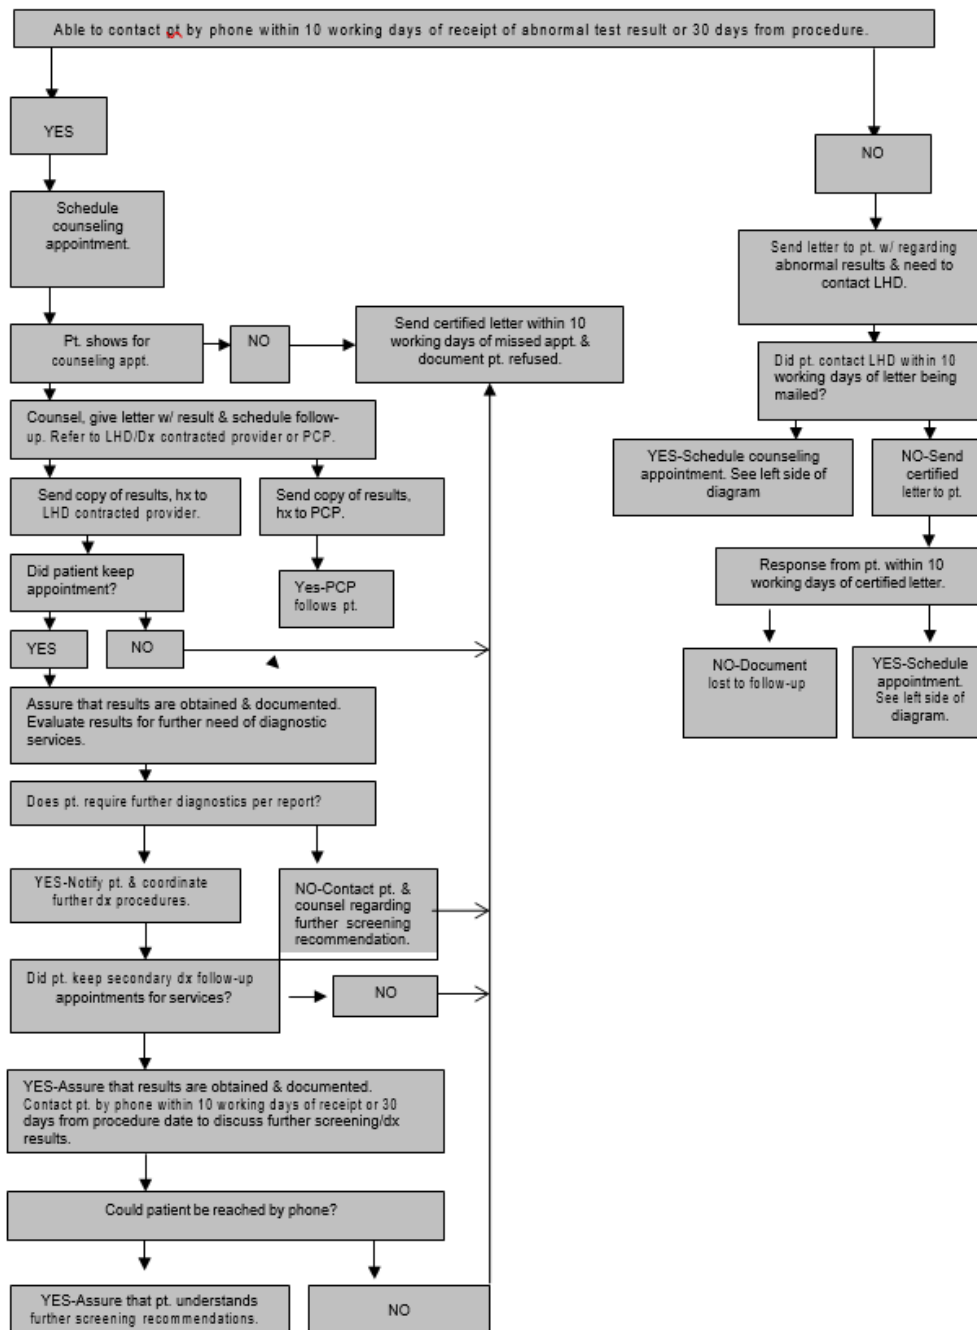 Able to contact pt by phone within 10 working days of receipt of abnormal test result or 30 days from procedure.
YES
NO
Schedule
counseling
appointment.
Send letter to pt. w/ regarding
abnormal results & need to
contact LHD.
Pt. shows for
counseling appt.
NO
Send certified letter within 10
working days of missed appt. &
document pt. refused.
Did pt. contact LHD within 10
working days of letter being
mailed?
Counsel, give letter w/ result & schedule follow-
up. Refer to LHD/Dx contracted provider or PCP.
YES-Schedule counseling
appointment. See left side of
diagram
NO-Send
certified
letter to pt.
Send copy of results, hx to
LHD contracted provider.
Send copy of results,
hx to PCP.
Response from pt. within 10
working days of certified letter.
Did patient keep
appointment?
Yes-PCP
follows pt.
YES
NO
NO-Document
lost to follow-up
YES-Schedule
appointment.
See left side of
diagram.
Assure that results are obtained & documented.
Evaluate results for further need of diagnostic
services.
Does pt. require further diagnostics per report?
YES-Notify pt. & coordinate
further dx procedures.
NO-Contact pt. &
counsel regarding
further screening
recommendation.
Did pt. keep secondary dx follow-up
appointments for services?
NO
YES-Assure that results are obtained & documented.
Contact pt. by phone within 10 working days of receipt or 30
days from procedure date to discuss further screening/dx
results.
Could patient be reached by phone?
YES-Assure that pt. understands
further screening recommendations.
NO